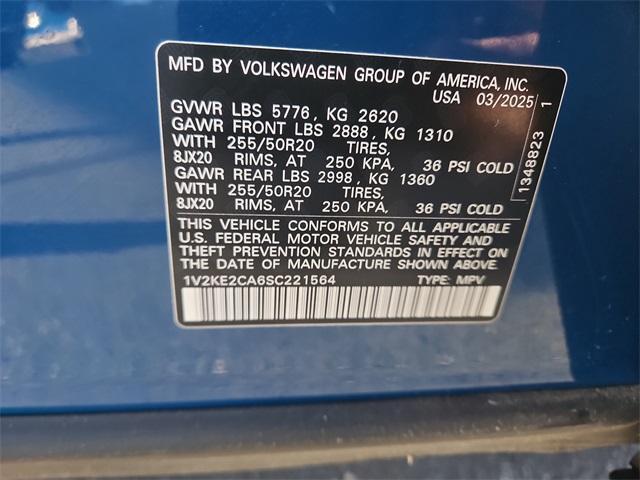 MFD BY VOLKSWAGEN GROUP OF AMERICA, INC.
USA 03/2025
GVWR LBS 5776, KG 2620
GAWR FRONT LBS 2888, KG 1310
WITH 255/50R20 TIRES,
8JX20 RIMS, AT 250 KPA, 36 PSI COLD
GAWR REAR LBS 2998, KG 1360
WITH 255/50R20 TIRES,
8JX20 RIMS, AT 250 KPA, 36 PSI COLD
THIS VEHICLE CONFORMS TO ALL APPLICABLE
U.S. FEDERAL MOTOR VEHICLE SAFETY AND
THEFT PREVENTION STANDARDS IN EFFECT ON
THE DATE OF MANUFACTURE SHOWN ABOVE.
1V2KE2CA6SC221564 TYPE: MPV
1348823 1